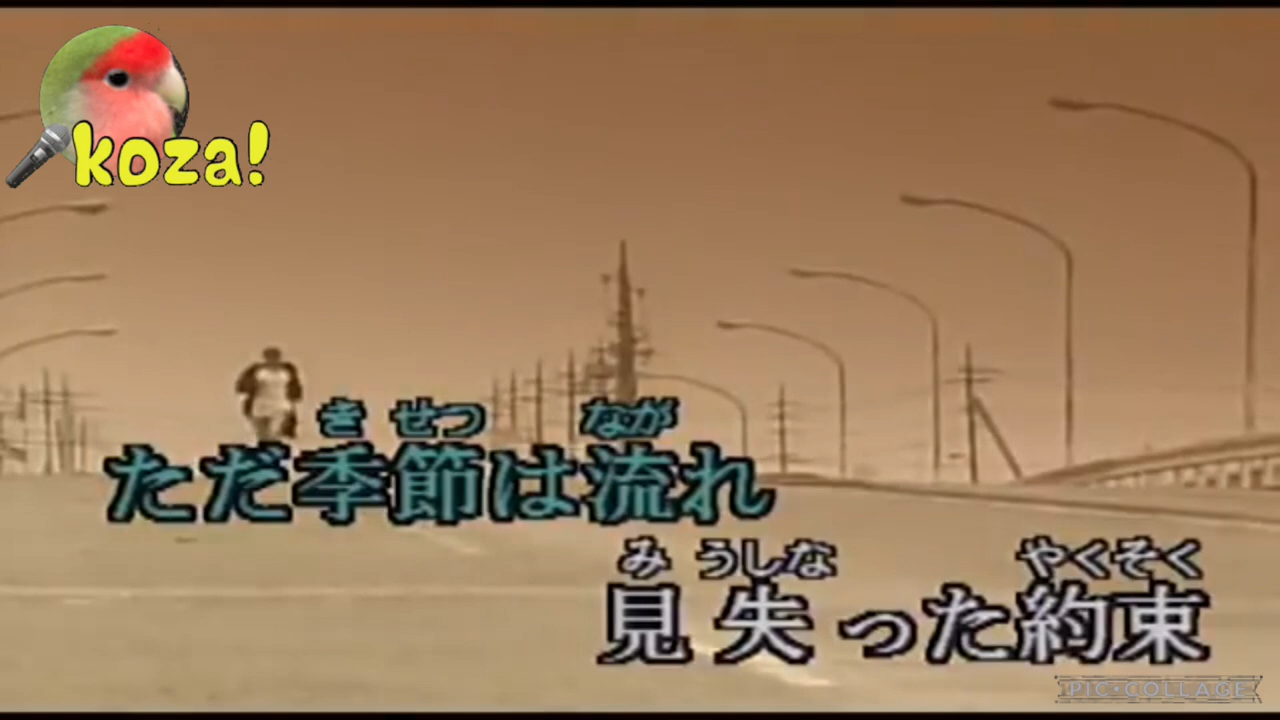 koza!
きせつ なが
ただ季節は流れ
み うしな やくそく
見失った約束
PIC•COLLAGE